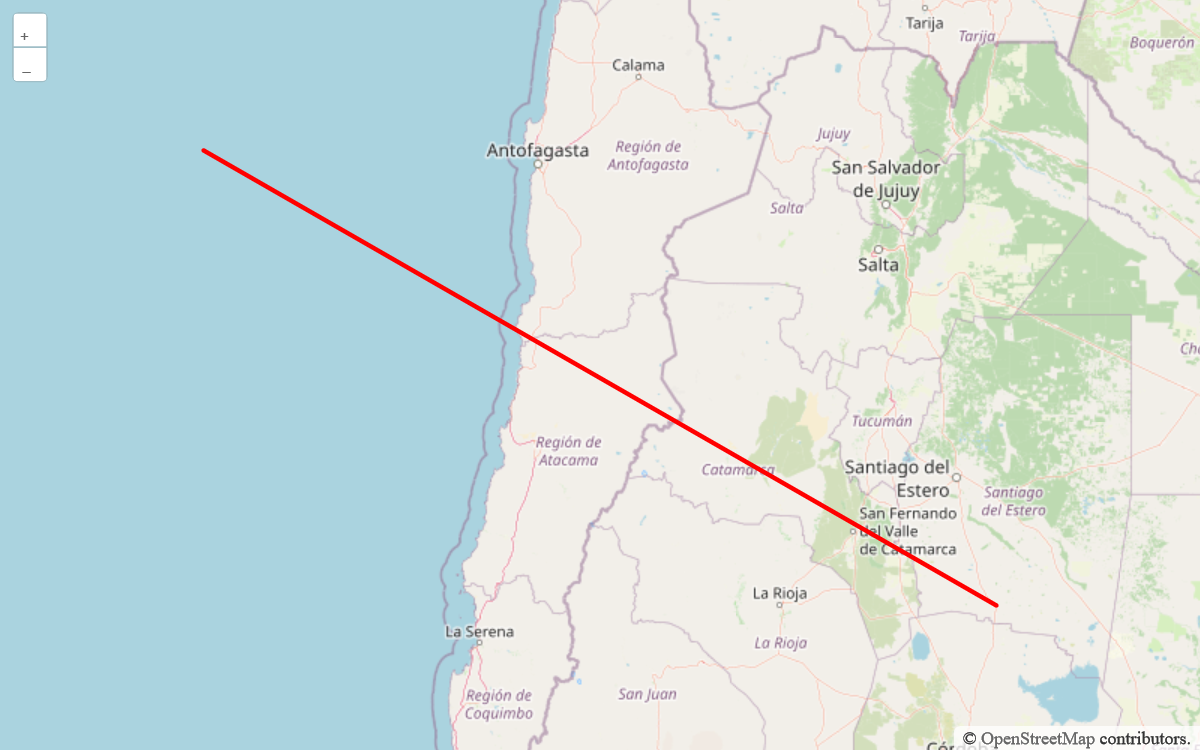 +
–
Tarija
Tarija
Boquerón
Calama
Antofagasta
Región de
Antofagasta
Jujuy
San Salvador
de Jujuy
Salta
Salta
Tucumán
Región de
Atacama
Catamarca
Santiago del
Estero
Santiago
del Estero
San Fernando
del Valle
de Catamarca
La Rioja
La Serena
La Rioja
San Juan
Región de
Coquimbo
© OpenStreetMap contributors.